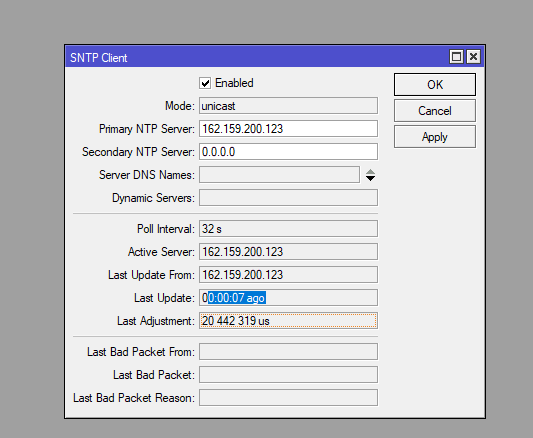 SNTP Client
Enabled
OK
Mode: unicast
Cancel
Primary NTP Server: 162.159.200.123
Apply
Secondary NTP Server: 0.0.0.0
Server DNS Names:
Dynamic Servers:
Poll Interval: 32 s
Active Server: 162.159.200.123
Last Update From: 162.159.200.123
Last Update: 00:00:07 ago
Last Adjustment: 20 442 319 us
Last Bad Packet From:
Last Bad Packet:
Last Bad Packet Reason: